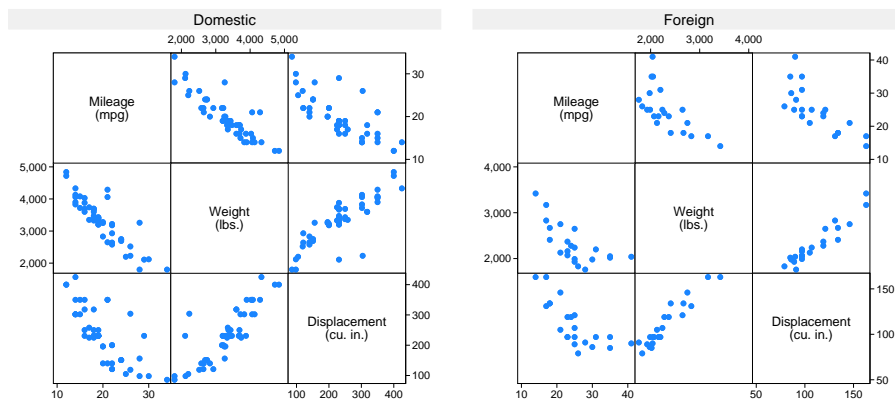 Domestic
Foreign
2,000 3,000 4,000 5,000
2,000 3,000 4,000
Mileage
(mpg)
30
20
10
Mileage
(mpg)
40
30
20
10
5,000
4,000
3,000
2,000
Weight
(lbs.)
4,000
3,000
2,000
Weight
(lbs.)
Displacement
(cu. in.)
400
300
200
100
Displacement
(cu. in.)
150
100
50
10 20 30
100 200 300 400
10 20 30 40
50 100 150